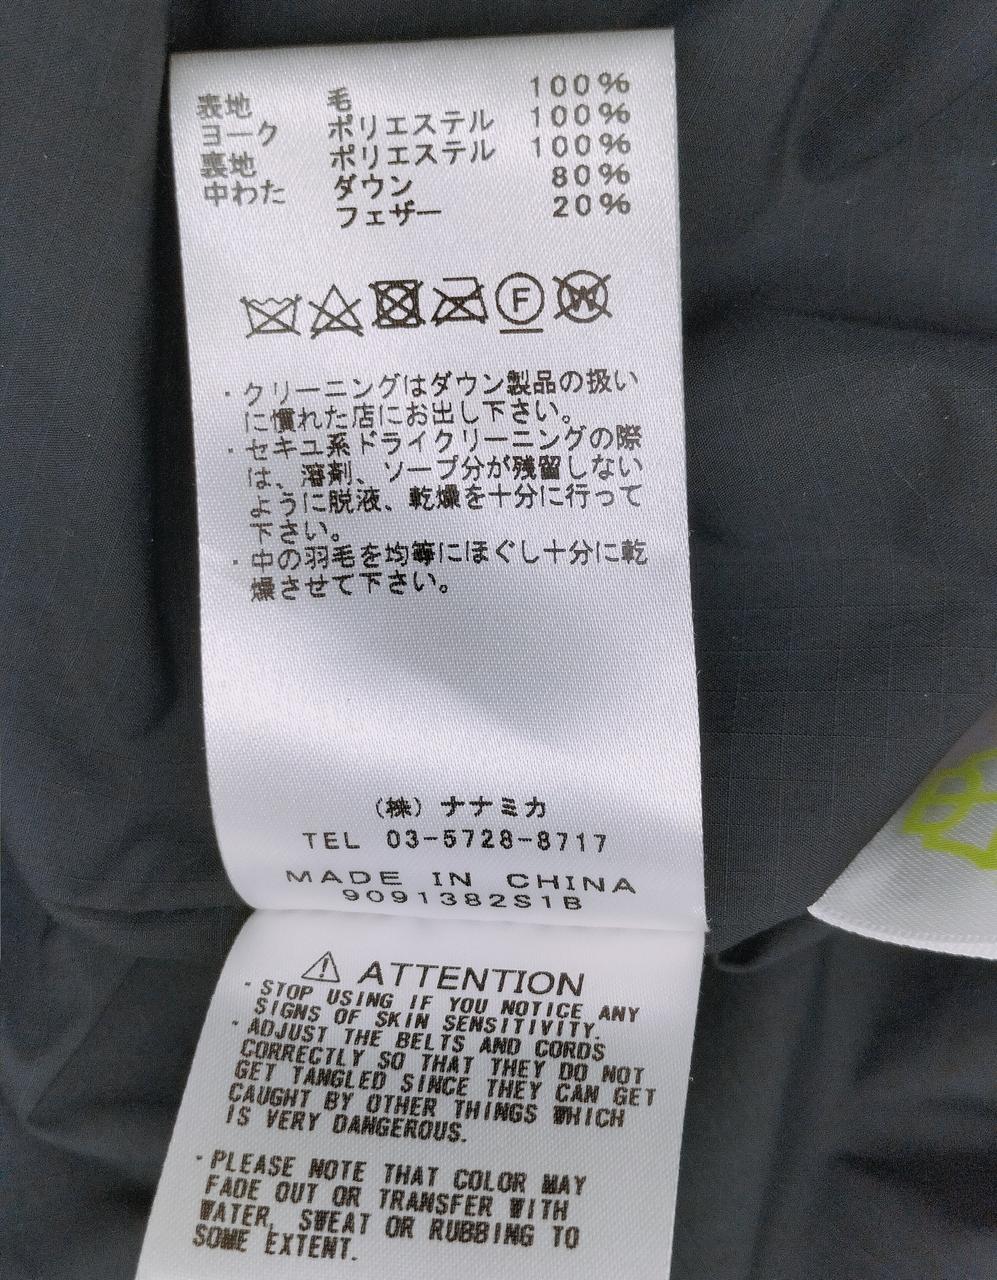 表地 毛 100%
ヨーク ポリエステル 100%
裏地 ポリエステル 100%
中わた ダウン 80%
フェザー 20%
F W
・クリーニングはダウン製品の扱い
に慣れた店にお出し下さい。
・セキユ系ドライクリーニングの際
は、溶剤、ソープ分が残留しない
ように脱液、乾燥を十分に行って
下さい。
・中の羽毛を均等にほぐし十分に乾
燥させて下さい。
(株)ナナミカ
TEL 03-5728-8717
MADE IN CHINA
9091382S1B
⚠ ATTENTION
・STOP USING IF YOU NOTICE ANY
SIGNS OF SKIN SENSITIVITY.
・ADJUST THE BELTS AND CORDS
CORRECTLY SO THAT THEY DO NOT
GET TANGLED SINCE THEY CAN GET
CAUGHT BY OTHER THINGS WHICH
IS VERY DANGEROUS.
・PLEASE NOTE THAT COLOR MAY
FADE OUT OR TRANSFER WITH
WATER, SWEAT OR RUBBING TO
SOME EXTENT.